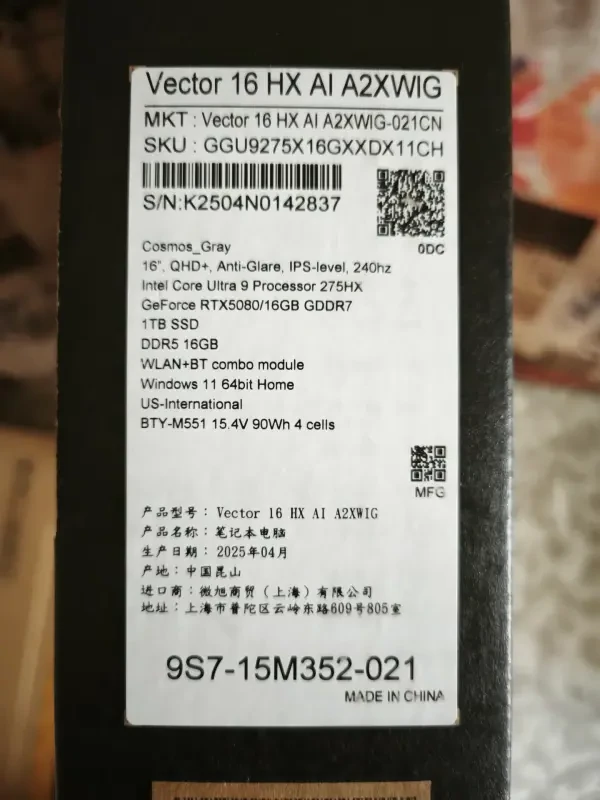 Vector 16 HX AI A2XWIG
MKT : Vector 16 HX AI A2XWIG-021CN
SKU : GGU9275X16GXXDX11CH
S/N:K2504N0142837
0DC
Cosmos_Gray
16", QHD+, Anti-Glare, IPS-level, 240hz
Intel Core Ultra 9 Processor 275HX
GeForce RTX5080/16GB GDDR7
1TB SSD
DDR5 16GB
WLAN+BT combo module
Windows 11 64bit Home
US-International
BTY-M551 15.4V 90Wh 4 cells
MFG
产品型号：Vector 16 HX AI A2XWIG
产品名称：笔记本电脑
生产日期：2025年04月
产地：中国昆山
进口商：微旭商贸（上海）有限公司
地址：上海市普陀区云岭东路609号805室
9S7-15M352-021
MADE IN CHINA